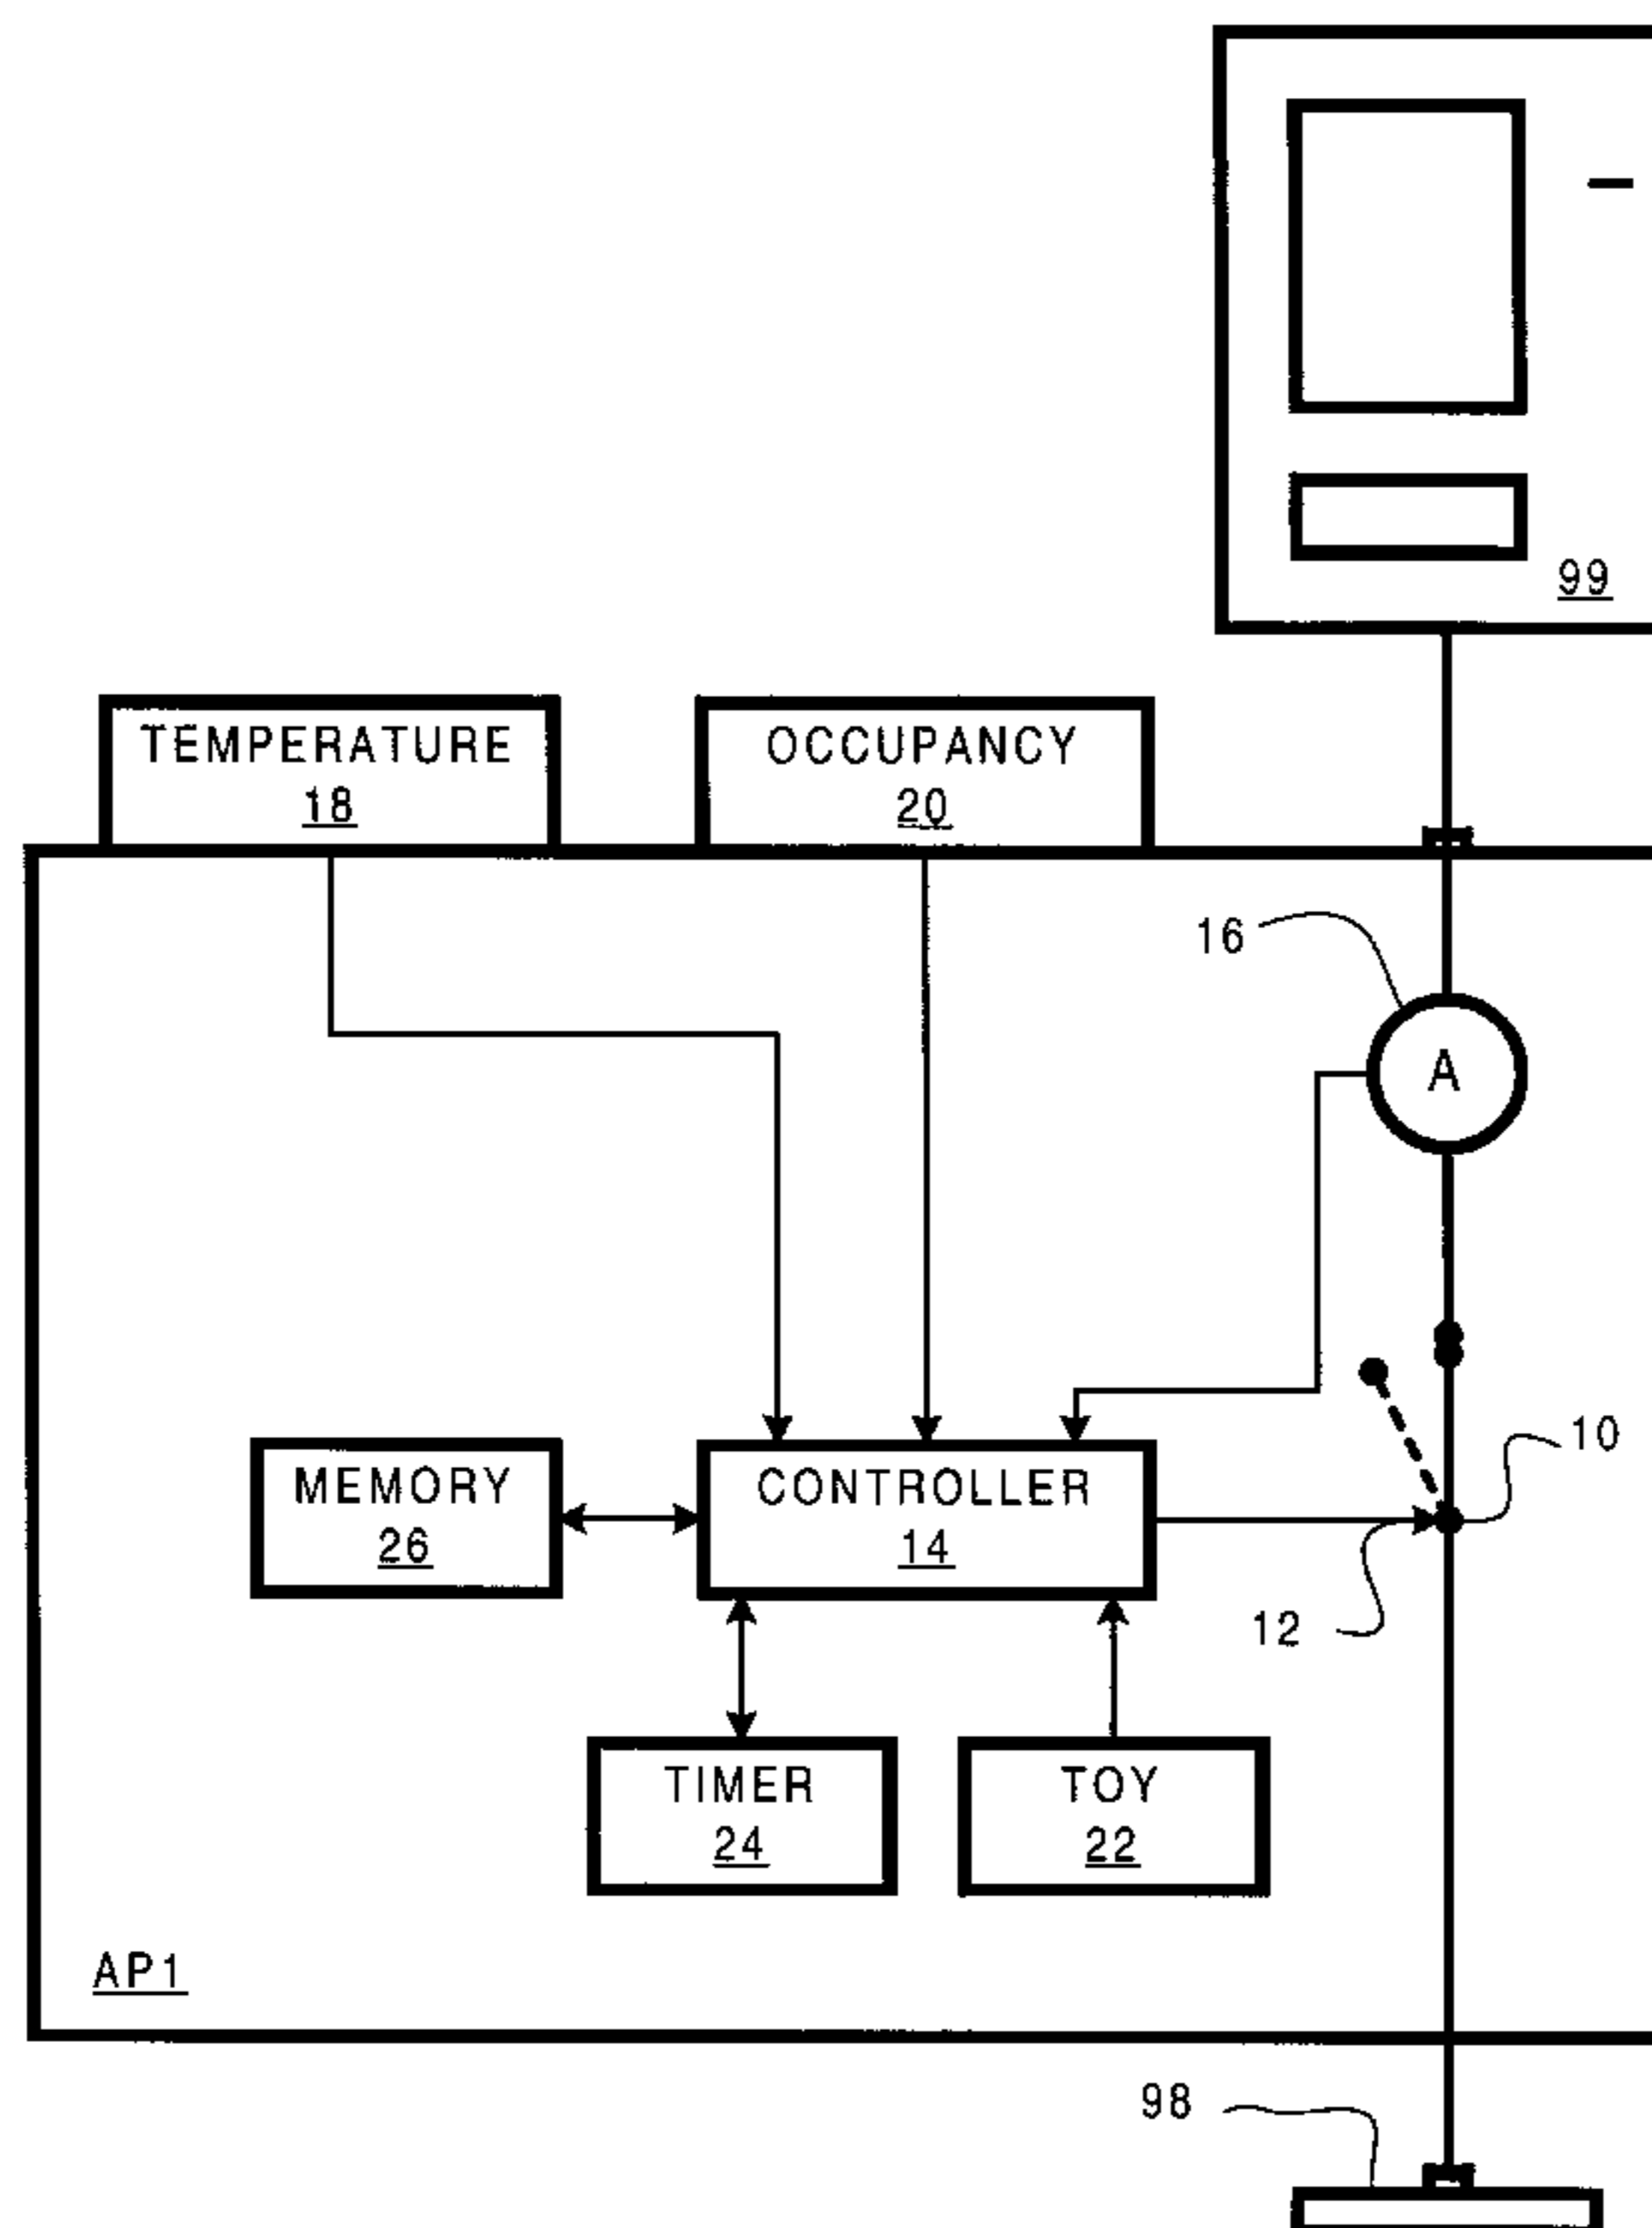 99
TEMPERATURE
18
OCCUPANCY
20
16
A
10
MEMORY
26
CONTROLLER
14
12
TIMER
24
TOY
22
AP1
98